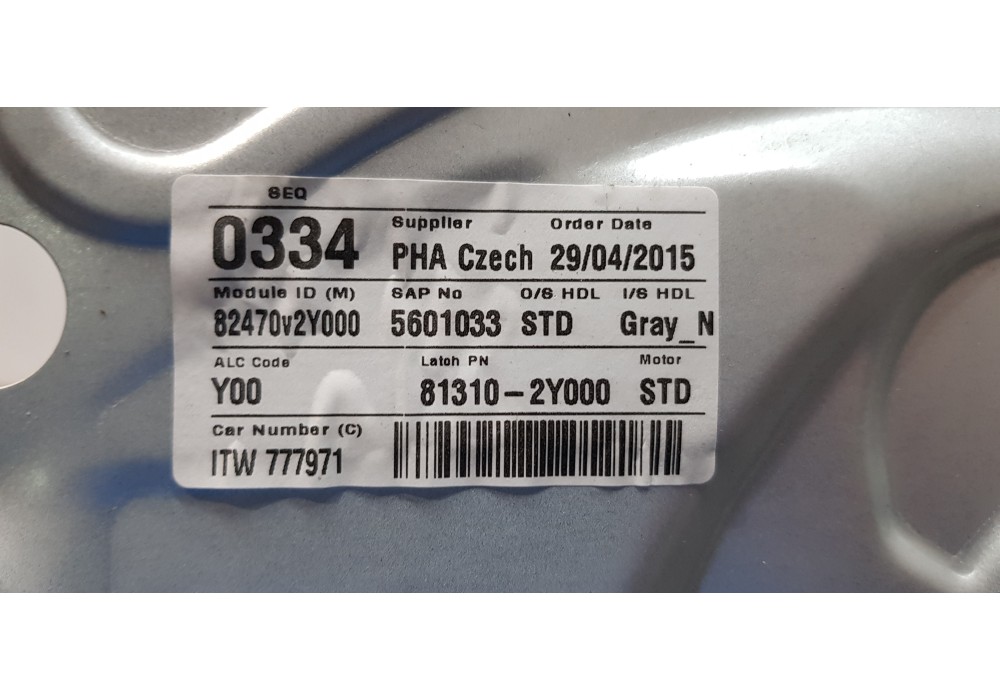 SEQ
0334
Supplier Order Date
PHA Czech 29/04/2015
Module ID (M) SAP No O/S HDL I/S HDL
82470v2Y000 5601033 STD Gray_N
ALC Code Latch PN Motor
Y00 81310-2Y000 STD
Car Number (C)
ITW 777971